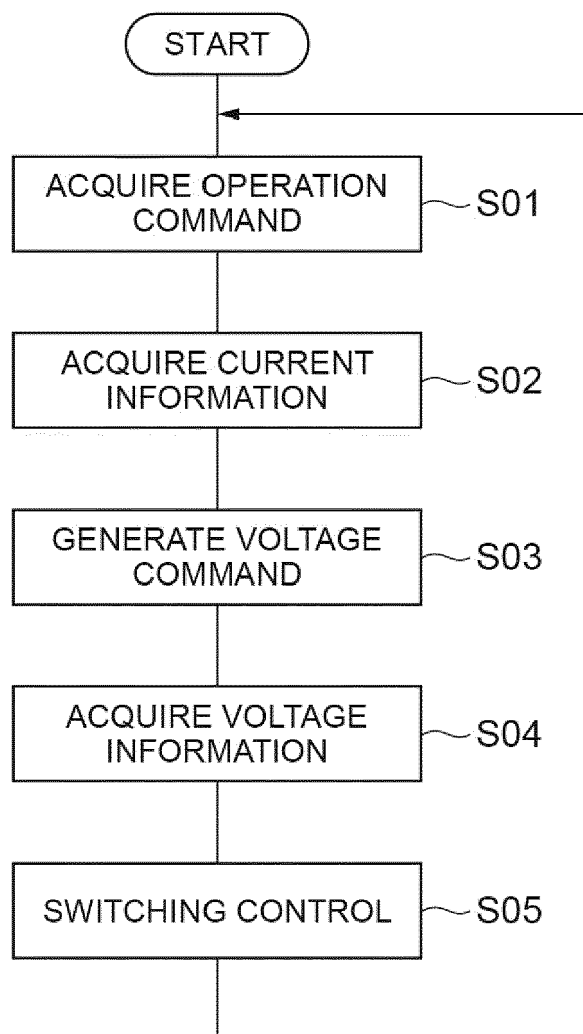 START
ACQUIRE OPERATION
COMMAND
S01
ACQUIRE CURRENT
INFORMATION
S02
GENERATE VOLTAGE
COMMAND
S03
ACQUIRE VOLTAGE
INFORMATION
S04
SWITCHING CONTROL
S05